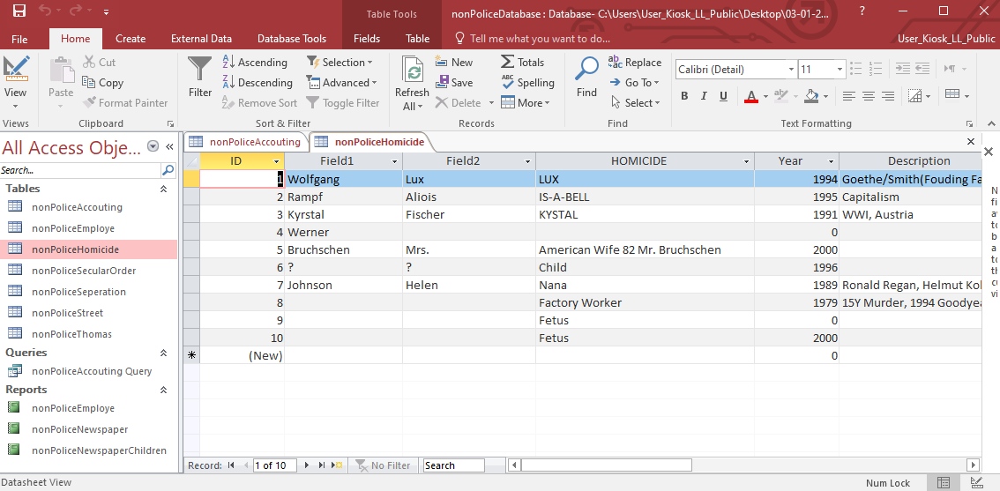 Table Tools
nonPoliceDatabase : Database- C:\Users\User_Kiosk_LL_Public\Desktop\03-01-2...
?
File Home Create External Data Database Tools Fields Table Tell me what you want to do... User_Kiosk_LL_Public
View
Views
Paste
Cut
Copy
Format Painter
Clipboard
Filter
Ascending
Descending
Remove Sort
Selection
Advanced
Toggle Filter
Sort & Filter
Refresh
All
New
Save
Delete
Totals
Spelling
More
Records
Find
Replace
Go To
Select
Find
Calibri (Detail) 11
B I U A
Text Formatting
All Access Obje...
Search...
Tables
nonPoliceAccouting
nonPoliceEmploye
nonPoliceHomicide
nonPoliceSecularOrder
nonPoliceSeperation
nonPoliceStreet
nonPoliceThomas
Queries
nonPoliceAccouting Query
Reports
nonPoliceEmploye
nonPoliceNewspaper
nonPoliceNewspaperChildren
nonPoliceAccouting nonPoliceHomicide
ID Field1 Field2 HOMICIDE Year Description
1 Wolfgang Lux LUX 1994 Goethe/Smith(Fouding Fa
2 Rampf Aliois IS-A-BELL 1995 Capitalism
3 Kyrstal Fischer KYSTAL 1991 WWI, Austria
4 Werner 0
5 Bruchschen Mrs. American Wife 82 Mr. Bruchschen 2000
6 ? ? Child 1996
7 Johnson Helen Nana 1989 Ronald Regan, Helmut Kol
8 Factory Worker 1979 15Y Murder, 1994 Goodyea
9 Fetus 0
10 Fetus 2000
(New) 0
Record: 1 of 10 No Filter Search
Datasheet View Num Lock